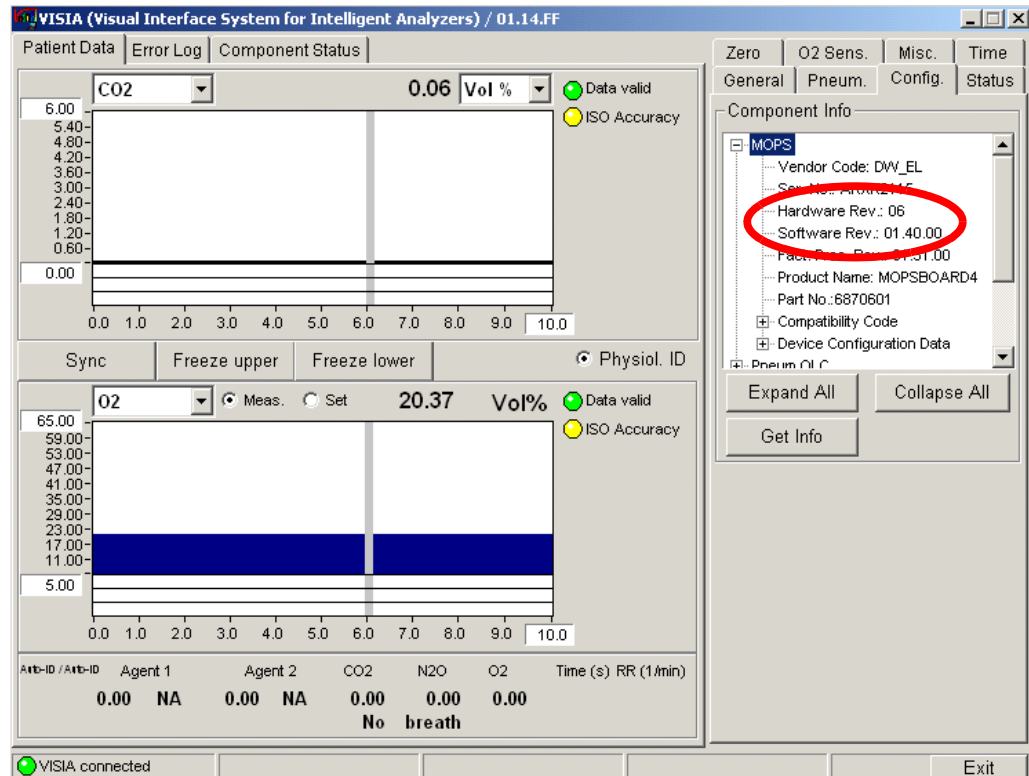 VISIA (Visual Interface System for Intelligent Analyzers) / 01.14.FF
Patient Data Error Log Component Status
CO2 0.06 Vol % Data valid
ISO Accuracy
6.00
5.40
4.80
4.20
3.60
3.00
2.40
1.80
1.20
0.60
0.00
0.0 1.0 2.0 3.0 4.0 5.0 6.0 7.0 8.0 9.0 10.0
Sync Freeze upper Freeze lower Physiol. ID
O2 Meas. Set 20.37 Vol% Data valid
ISO Accuracy
65.00
59.00
53.00
47.00
41.00
35.00
29.00
23.00
17.00
11.00
5.00
0.0 1.0 2.0 3.0 4.0 5.0 6.0 7.0 8.0 9.0 10.0
Auto-ID / Auto-ID Agent 1 Agent 2 CO2 N2O O2 Time (s) RR (1/min)
0.00 NA 0.00 NA 0.00 0.00 0.00
No breath
Zero O2 Sens. Misc. Time
General Pneum. Config. Status
Component Info
MOPS
Vendor Code: DW_EL
Hardware Rev.: 06
Software Rev.: 01.40.00
Product Name: MOPSBOARD4
Part No.:6870601
Compatibility Code
Device Configuration Data
Expand All Collapse All
Get Info
VISIA connected Exit